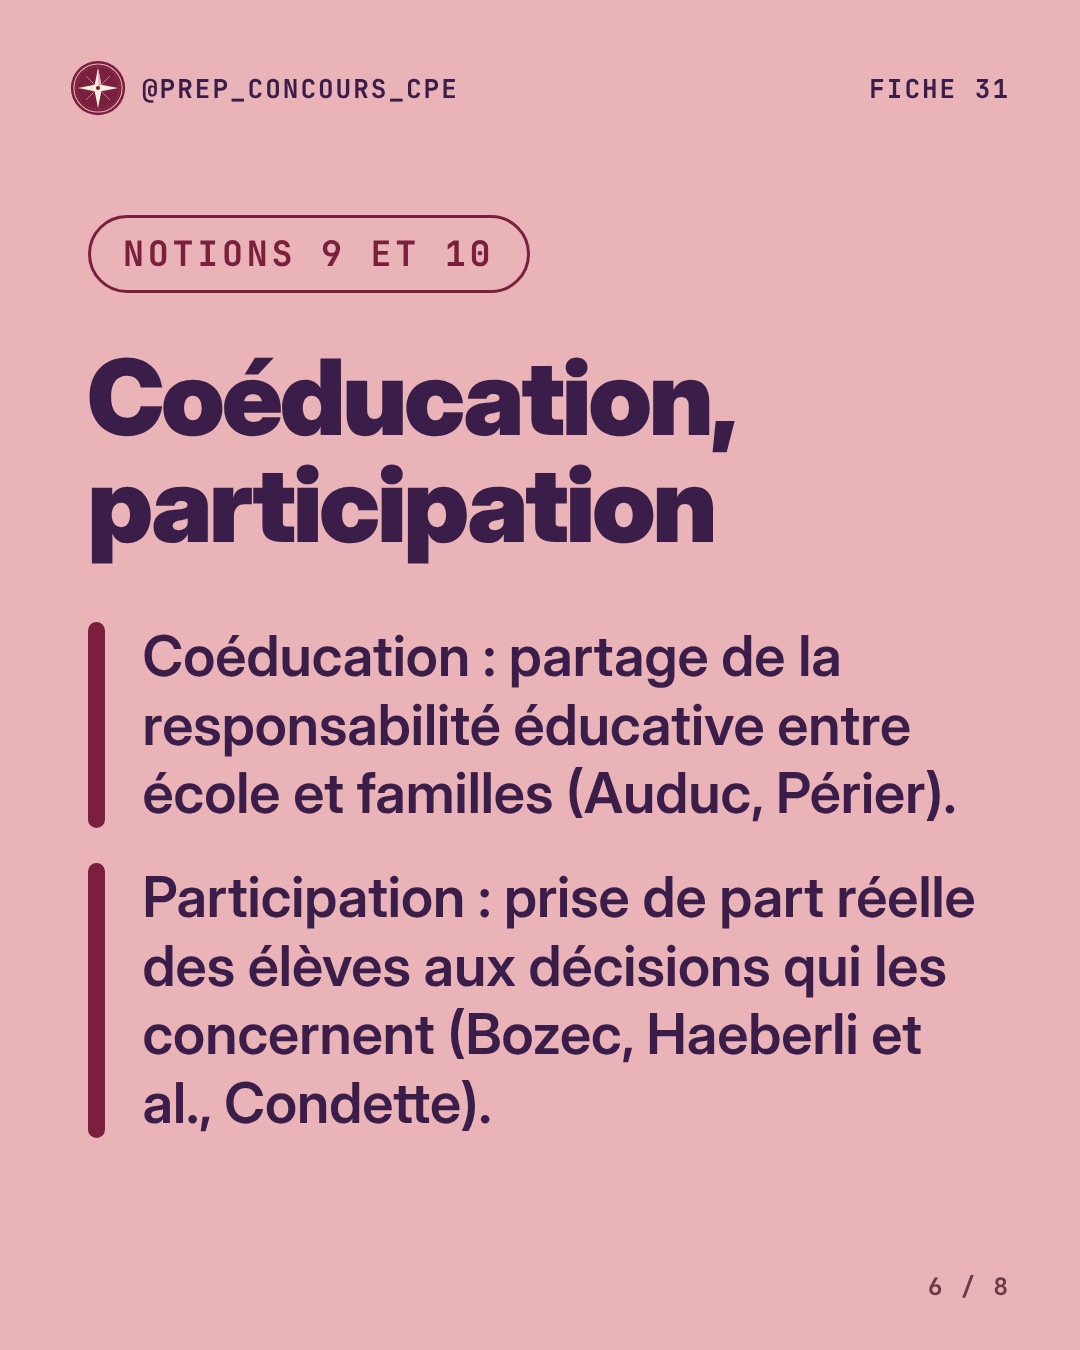 @PREP_CONCOURS_CPE
FICHE 31
NOTIONS 9 ET 10
Coéducation,
participation
Coéducation : partage de la
responsabilité éducative entre
école et familles (Auduc, Périer).
Participation : prise de part réelle
des élèves aux décisions qui les
concernent (Bozec, Haeberli et
al., Condette).
6 / 8